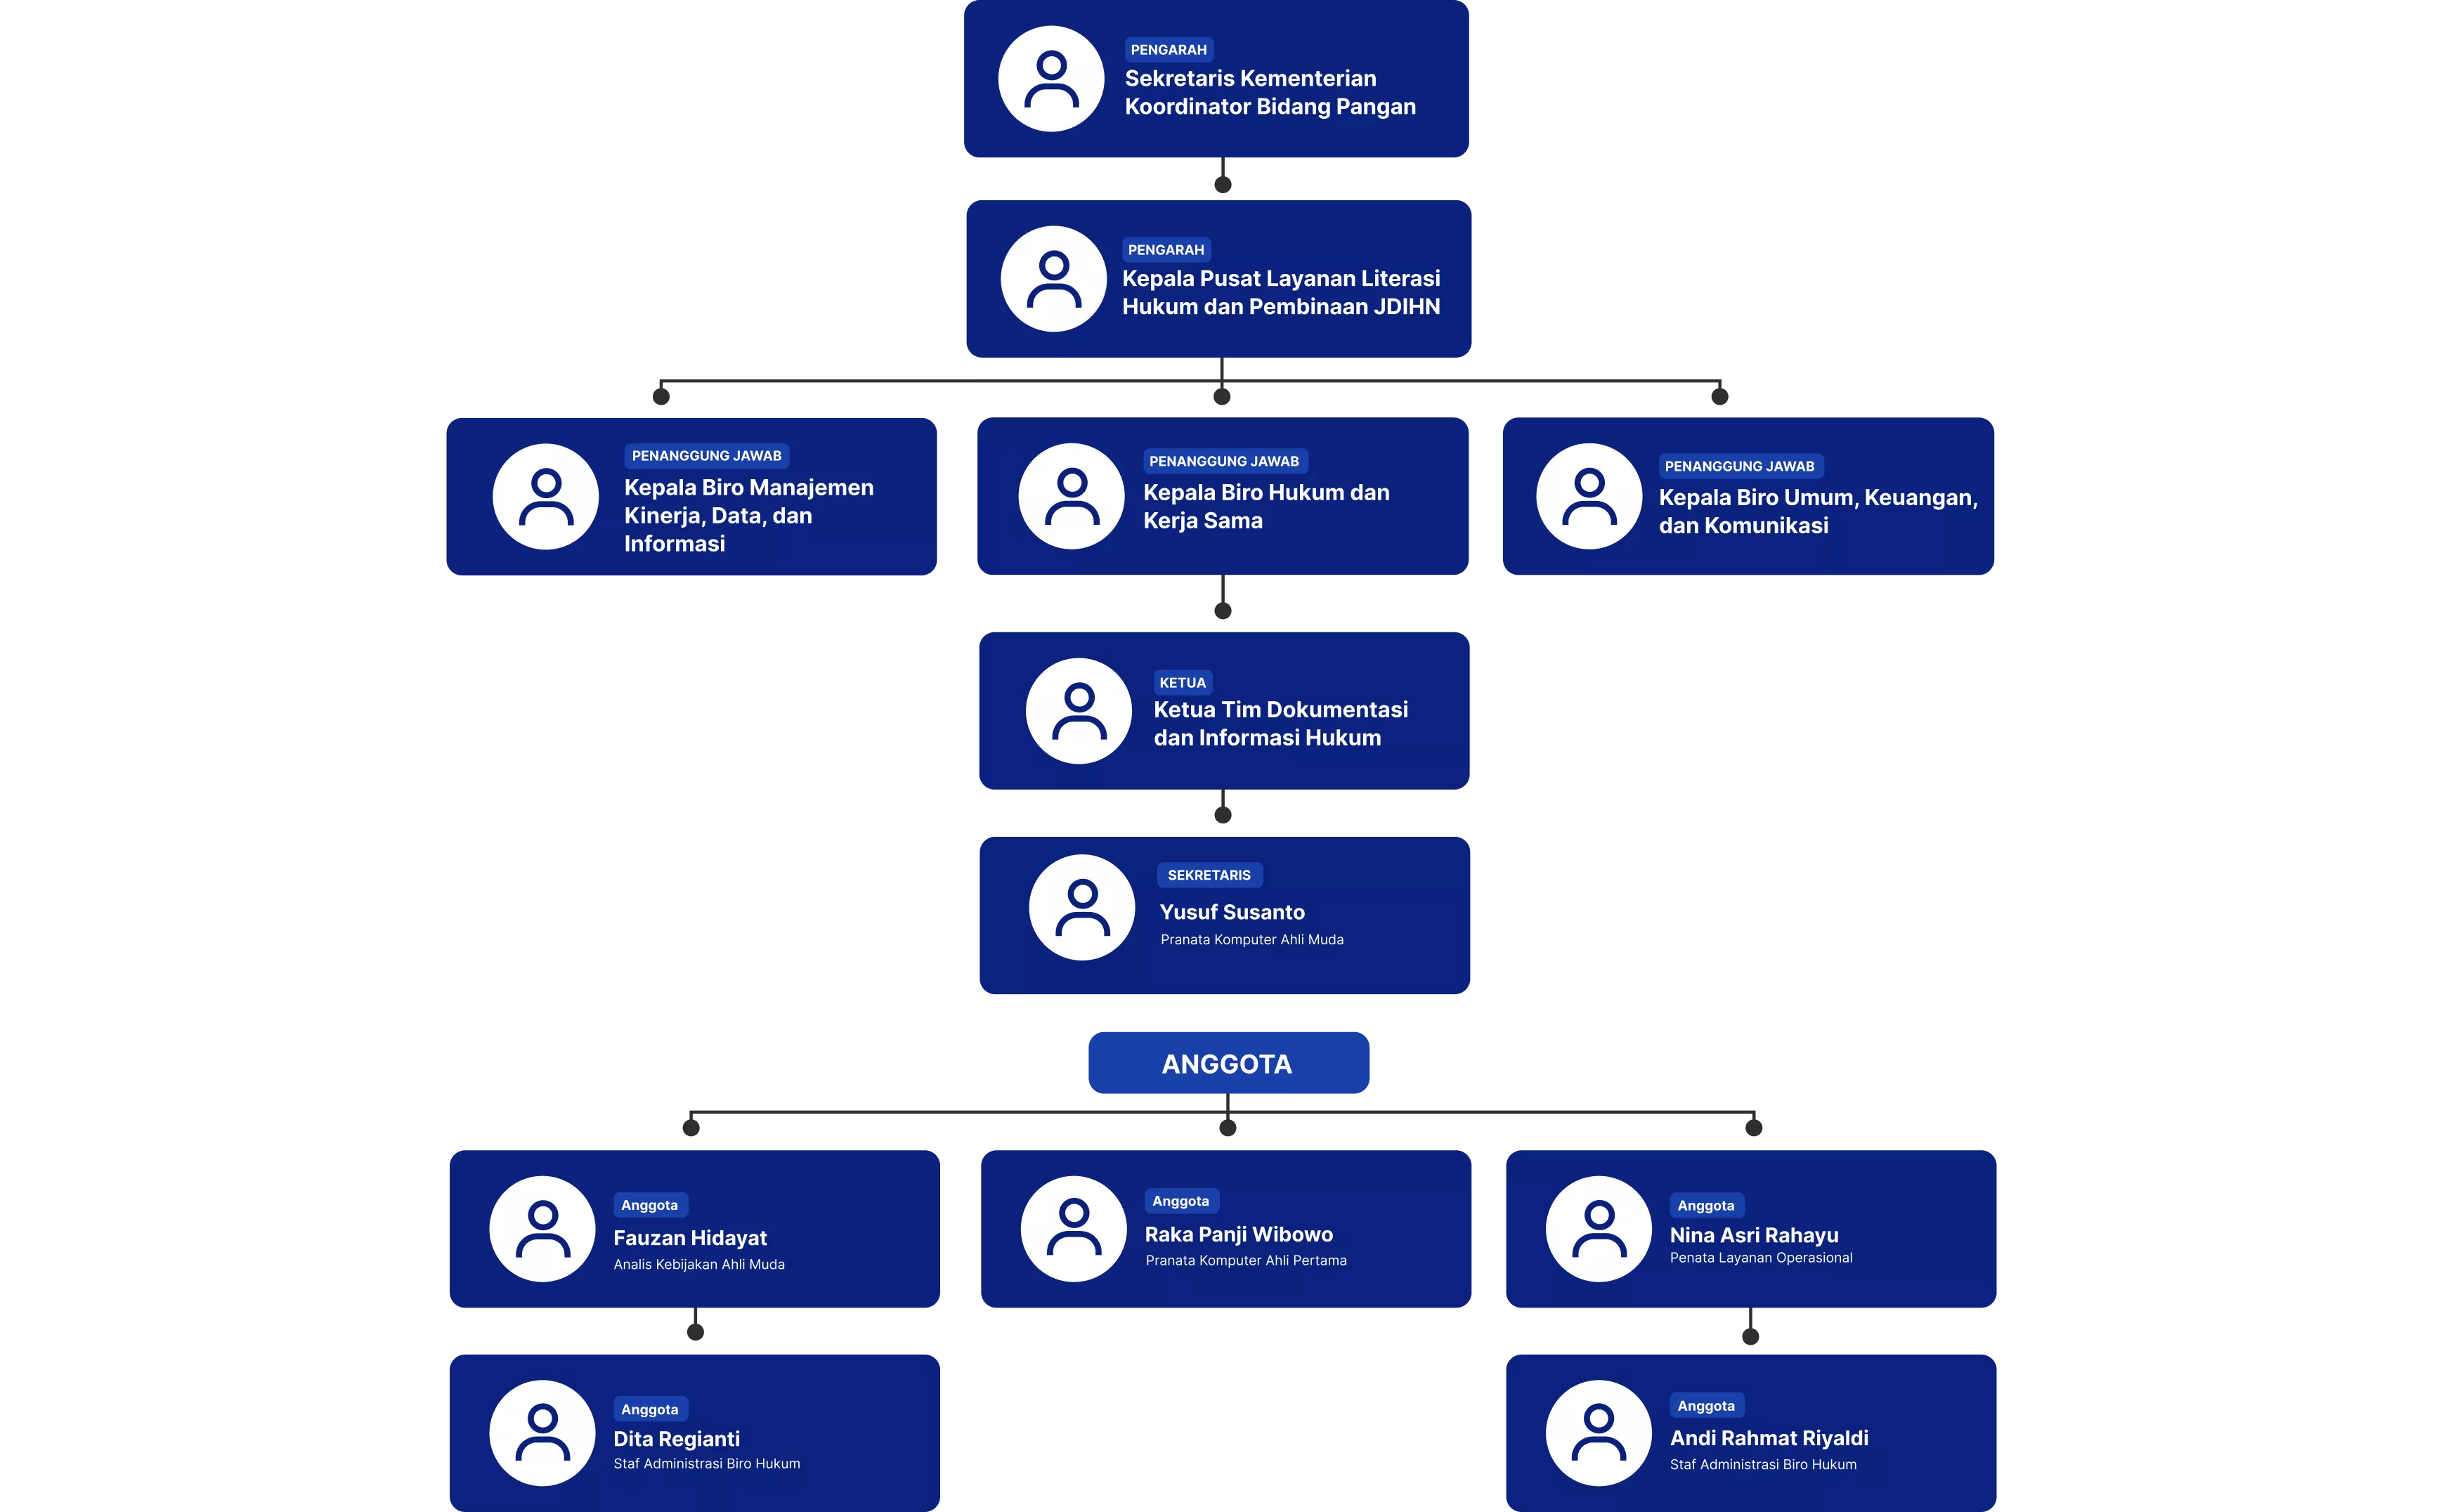 PENGARAH
Sekretaris Kementerian
Koordinator Bidang Pangan
PENGARAH
Kepala Pusat Layanan Literasi
Hukum dan Pembinaan JDIHN
PENANGGUNG JAWAB
Kepala Biro Manajemen
Kinerja, Data, dan
Informasi
PENANGGUNG JAWAB
Kepala Biro Hukum dan
Kerja Sama
PENANGGUNG JAWAB
Kepala Biro Umum, Keuangan,
dan Komunikasi
KETUA
Ketua Tim Dokumentasi
dan Informasi Hukum
SEKRETARIS
Yusuf Susanto
Pranata Komputer Ahli Muda
ANGGOTA
Anggota
Fauzan Hidayat
Analis Kebijakan Ahli Muda
Anggota
Raka Panji Wibowo
Pranata Komputer Ahli Pertama
Anggota
Nina Asri Rahayu
Penata Layanan Operasional
Anggota
Dita Regianti
Staf Administrasi Biro Hukum
Anggota
Andi Rahmat Riyaldi
Staf Administrasi Biro Hukum